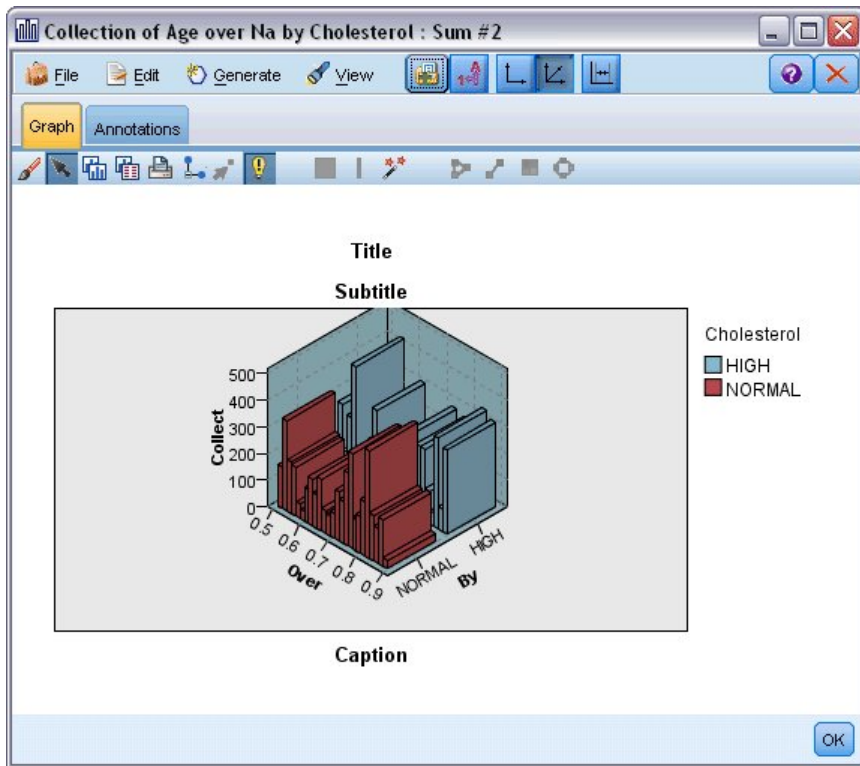 Collection of Age over Na by Cholesterol : Sum #2
File Edit Generate View
Graph Annotations
Title
Subtitle
Cholesterol
HIGH
NORMAL
500
400
300
200
100
0
Collect
0.5 0.6 0.7 0.8 0.9
Over
NORMAL HIGH
By
Caption
OK